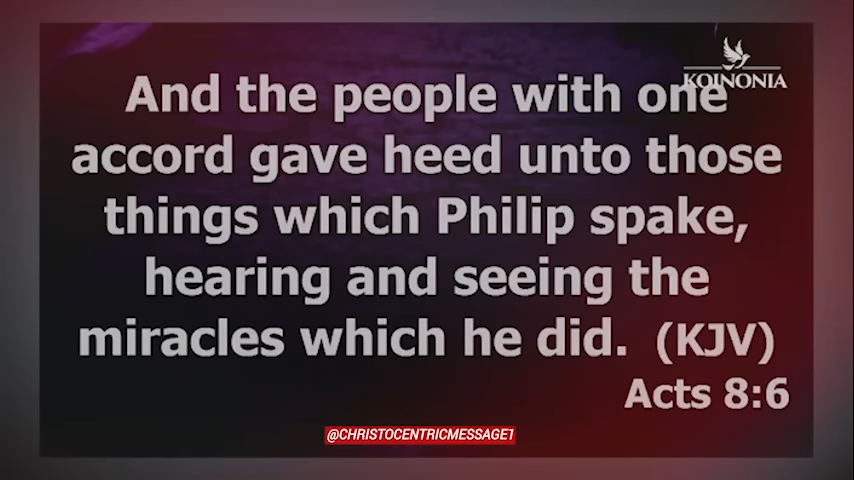 KOINONIA
And the people with one
accord gave heed unto those
things which Philip spake,
hearing and seeing the
miracles which he did. (KJV)
Acts 8:6
@CHRISTOCENTRICMESSAGE1